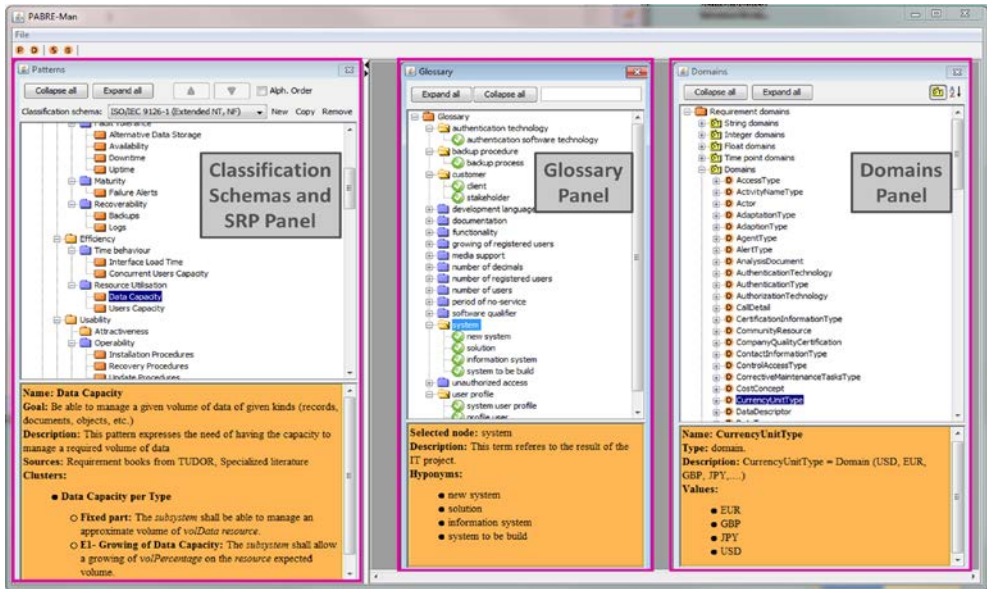 PABRE-Man
File
P D S G
Patterns
Collapse all Expand all Alph. Order
Classification schema: ISO/IEC 9126-1 (Extended NT, NF) New Copy Remove
Fault Tolerance
Alternative Data Storage
Availability
Downtime
Uptime
Maturity
Failure Alerts
Recoverability
Backups
Logs
Efficiency
Time behaviour
Interface Load Time
Concurrent Users Capacity
Resource Utilisation
Data Capacity
Users Capacity
Usability
Attractiveness
Operability
Installation Procedures
Recovery Procedures
Update Procedures
Classification
Schemas and
SRP Panel
Name: Data Capacity
Goal: Be able to manage a given volume of data of given kinds (records,
documents, objects, etc.)
Description: This pattern expresses the need of having the capacity to
manage a required volume of data
Sources: Requirement books from TUDOR, Specialized literature
Clusters:
Data Capacity per Type
Fixed part: The subsystem shall be able to manage an
approximate volume of volData resource.
E1- Growing of Data Capacity: The subsystem shall allow
a growing of volPercentage on the resource expected
volume.
Glossary
Expand all Collapse all
Glossary
authentication technology
authentication software technology
backup procedure
backup process
customer
client
stakeholder
development language
documentation
functionality
growing of registered users
media support
number of decimals
number of registered users
number of users
period of no-service
software qualifier
system
new system
solution
information system
system to be build
unauthorized access
user profile
system user profile
profile user
Glossary
Panel
Selected node: system
Description: This term referes to the result of the
IT project.
Hyponyms:
new system
solution
information system
system to be build
Domains
Collapse all Expand all
Requirement domains
String domains
Integer domains
Float domains
Time point domains
Domains
AccessType
ActivityNameType
Actor
AdaptationType
AdaptionType
AgentType
AlertType
AnalysisDocument
AuthenticationTechnology
AuthenticationType
AuthorizationTechnology
CallDetail
CertificationInformationType
CommunityResource
CompanyQualityCertification
ContactInformationType
ControlAccessType
CorrectiveMaintenanceTasksType
CostConcept
CurrencyUnitType
DataDescriptor
Domains
Panel
Name: CurrencyUnitType
Type: domain.
Description: CurrencyUnitType = Domain (USD, EUR,
GBP, JPY,....)
Values:
EUR
GBP
JPY
USD